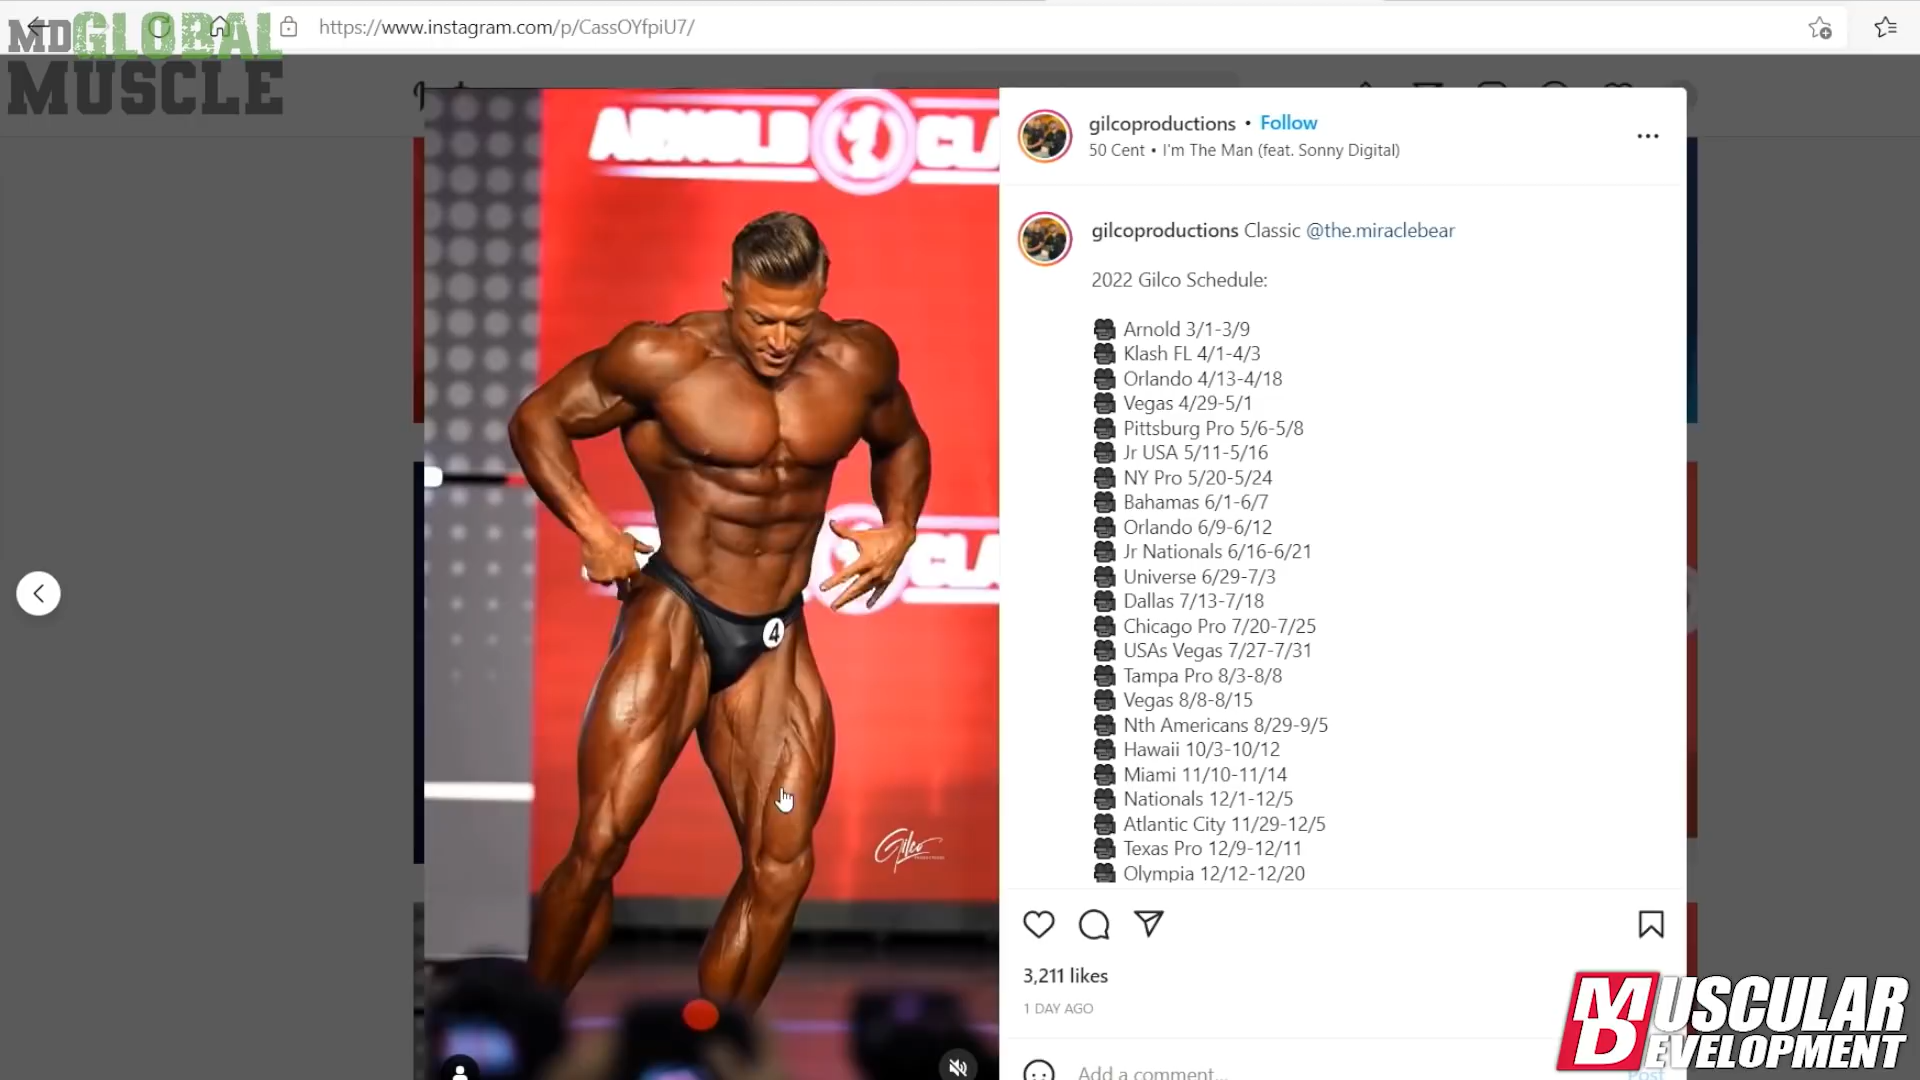 https://www.instagram.com/p/CassOYfpiU7/
MD GLOBAL
MUSCLE
ARNOLD CLA
CLA
4
Gilco
gilcoproductions • Follow
50 Cent • I'm The Man (feat. Sonny Digital)
gilcoproductions Classic @the.miraclebear
2022 Gilco Schedule:
Arnold 3/1-3/9
Klash FL 4/1-4/3
Orlando 4/13-4/18
Vegas 4/29-5/1
Pittsburg Pro 5/6-5/8
Jr USA 5/11-5/16
NY Pro 5/20-5/24
Bahamas 6/1-6/7
Orlando 6/9-6/12
Jr Nationals 6/16-6/21
Universe 6/29-7/3
Dallas 7/13-7/18
Chicago Pro 7/20-7/25
USAs Vegas 7/27-7/31
Tampa Pro 8/3-8/8
Vegas 8/8-8/15
Nth Americans 8/29-9/5
Hawaii 10/3-10/12
Miami 11/10-11/14
Nationals 12/1-12/5
Atlantic City 11/29-12/5
Texas Pro 12/9-12/11
Olympia 12/12-12/20
3,211 likes
1 DAY AGO
Add a comment...
Post
MUSCULAR
DEVELOPMENT